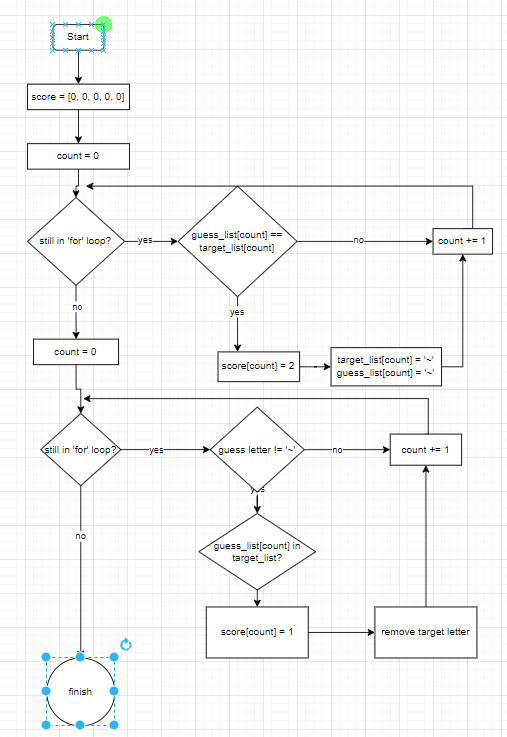 Start
score = [0, 0, 0, 0, 0]
count = 0
still in 'for' loop?
yes
guess_list[count] ==
target_list[count]
no
count += 1
yes
no
count = 0
score[count] = 2
target_list[count] = '~'
guess_list[count] = '~'
still in 'for' loop?
yes
guess letter != '~'
no
count += 1
yes
no
guess_list[count] in
target_list?
score[count] = 1
remove target letter
finish